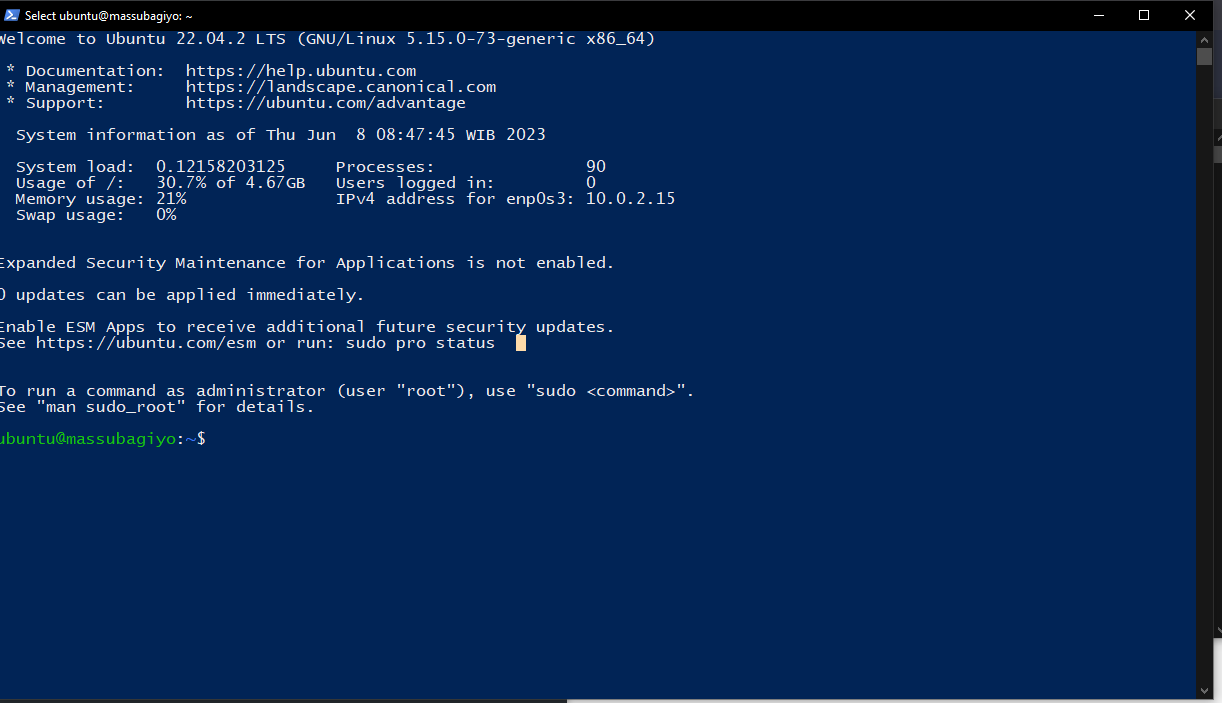 Select ubuntu@massubagiyo: ~
Welcome to Ubuntu 22.04.2 LTS (GNU/Linux 5.15.0-73-generic x86_64)
* Documentation:  https://help.ubuntu.com
* Management:     https://landscape.canonical.com
* Support:        https://ubuntu.com/advantage
System information as of Thu Jun  8 08:47:45 WIB 2023
System load:  0.12158203125     Processes:               90
Usage of /:   30.7% of 4.67GB   Users logged in:         0
Memory usage: 21%               IPv4 address for enp0s3: 10.0.2.15
Swap usage:   0%
Expanded Security Maintenance for Applications is not enabled.
0 updates can be applied immediately.
Enable ESM Apps to receive additional future security updates.
See https://ubuntu.com/esm or run: sudo pro status
To run a command as administrator (user "root"), use "sudo <command>".
See "man sudo_root" for details.
ubuntu@massubagiyo:~$